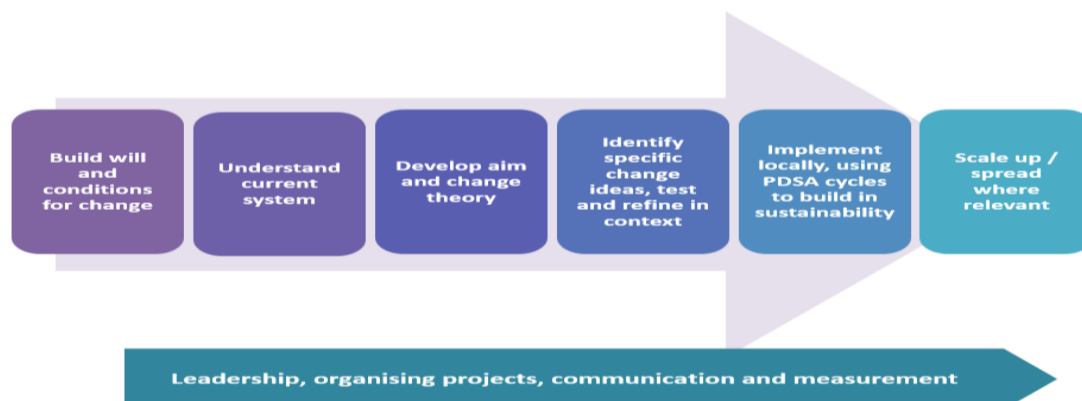 Build will
and
conditions
for change
Understand
current
system
Develop aim
and change
theory
Identify
specific
change
ideas, test
and refine in
context
Implement
locally, using
PDSA cycles
to build in
sustainability
Scale up /
spread
where
relevant
Leadership, organising projects, communication and measurement